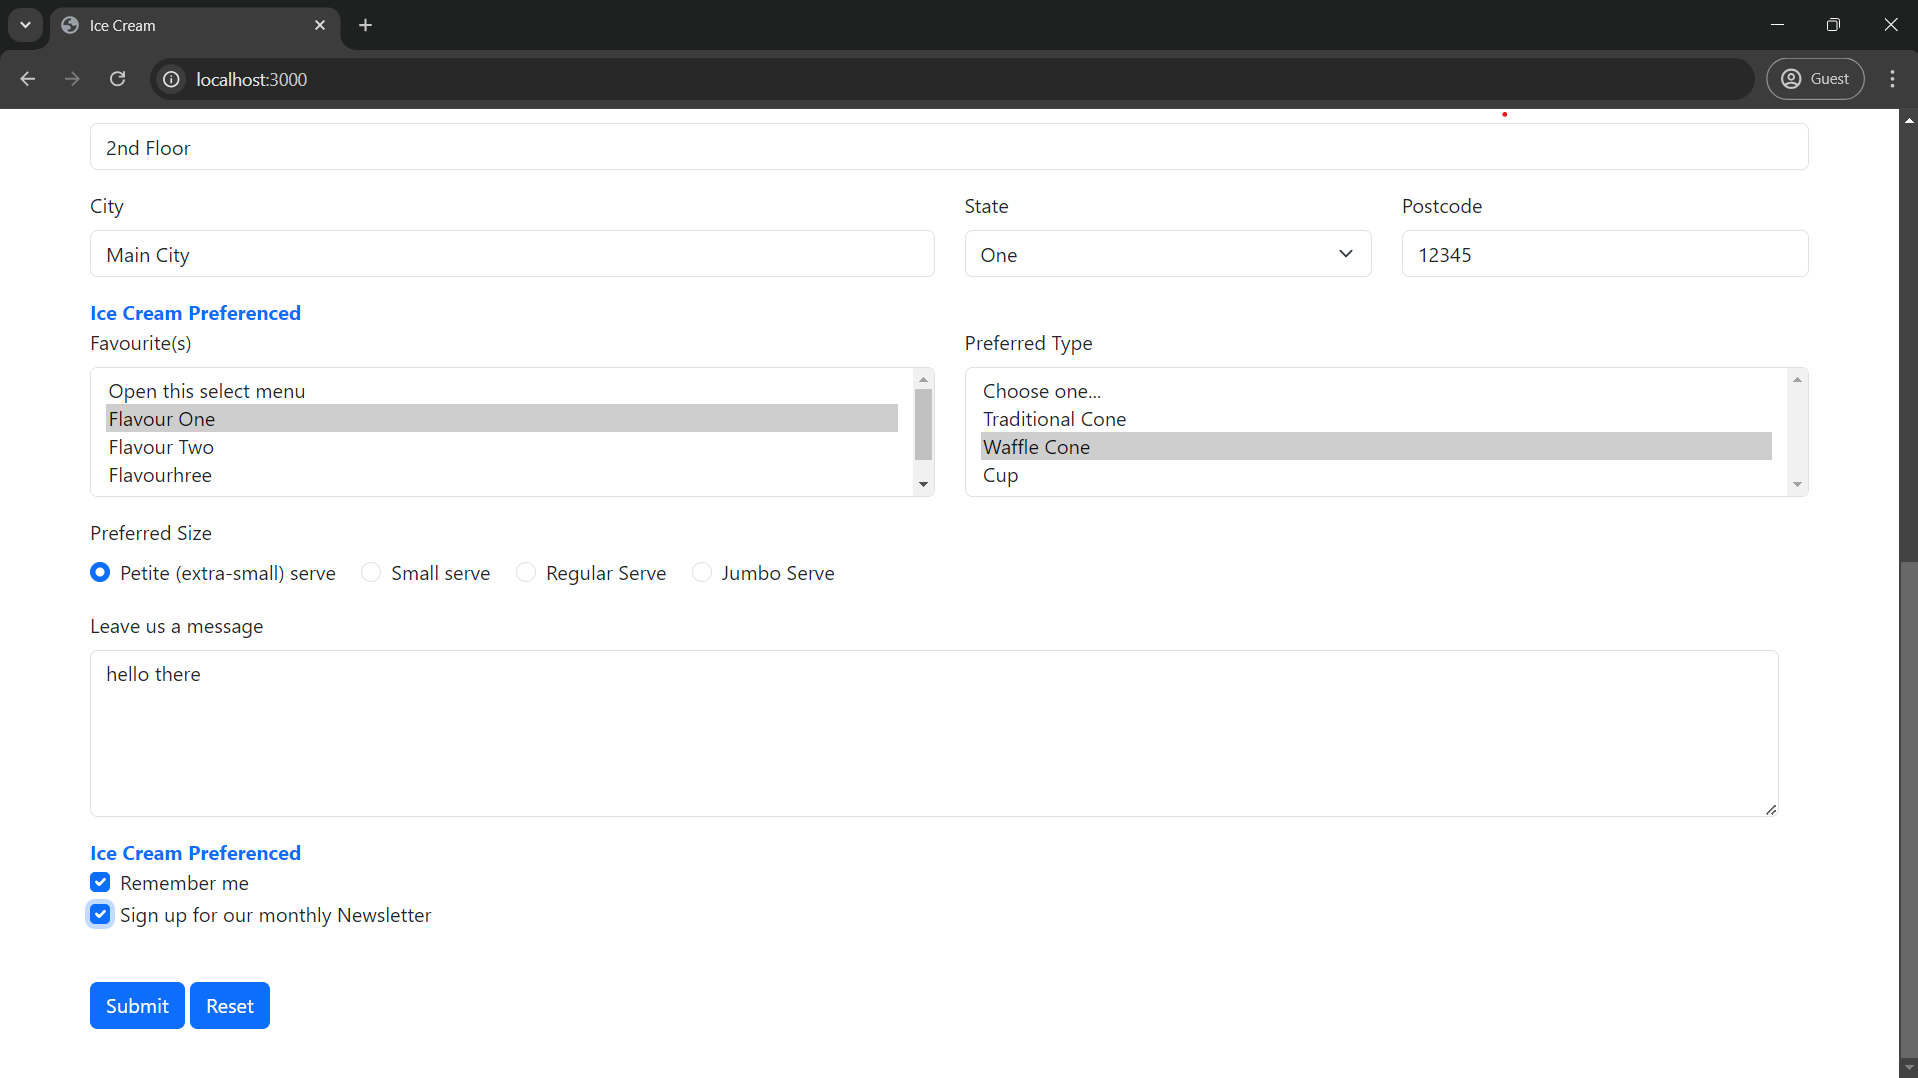 Ice Cream
localhost:3000
Guest
2nd Floor
City
State
Postcode
Main City
One
12345
Ice Cream Preferenced
Favourite(s)
Preferred Type
Open this select menu
Flavour One
Flavour Two
Flavourhree
Choose one...
Traditional Cone
Waffle Cone
Cup
Preferred Size
Petite (extra-small) serve
Small serve
Regular Serve
Jumbo Serve
Leave us a message
hello there
Ice Cream Preferenced
Remember me
Sign up for our monthly Newsletter
Submit
Reset